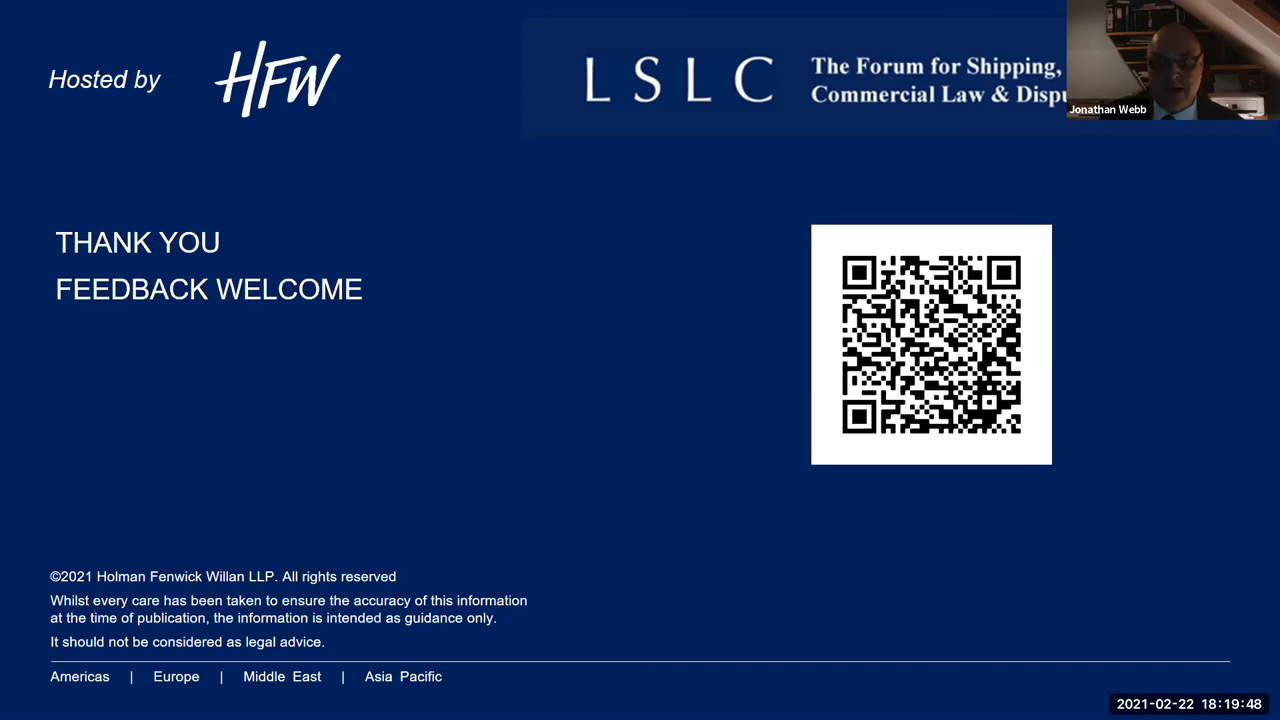 Hosted by
HFW
L S L C
The Forum for Shipping,
Commercial Law &
Jonathan Webb
THANK YOU
FEEDBACK WELCOME
©2021 Holman Fenwick Willan LLP. All rights reserved
Whilst every care has been taken to ensure the accuracy of this information
at the time of publication, the information is intended as guidance only.
It should not be considered as legal advice.
Americas | Europe | Middle East | Asia Pacific
2021-02-22 18:19:48